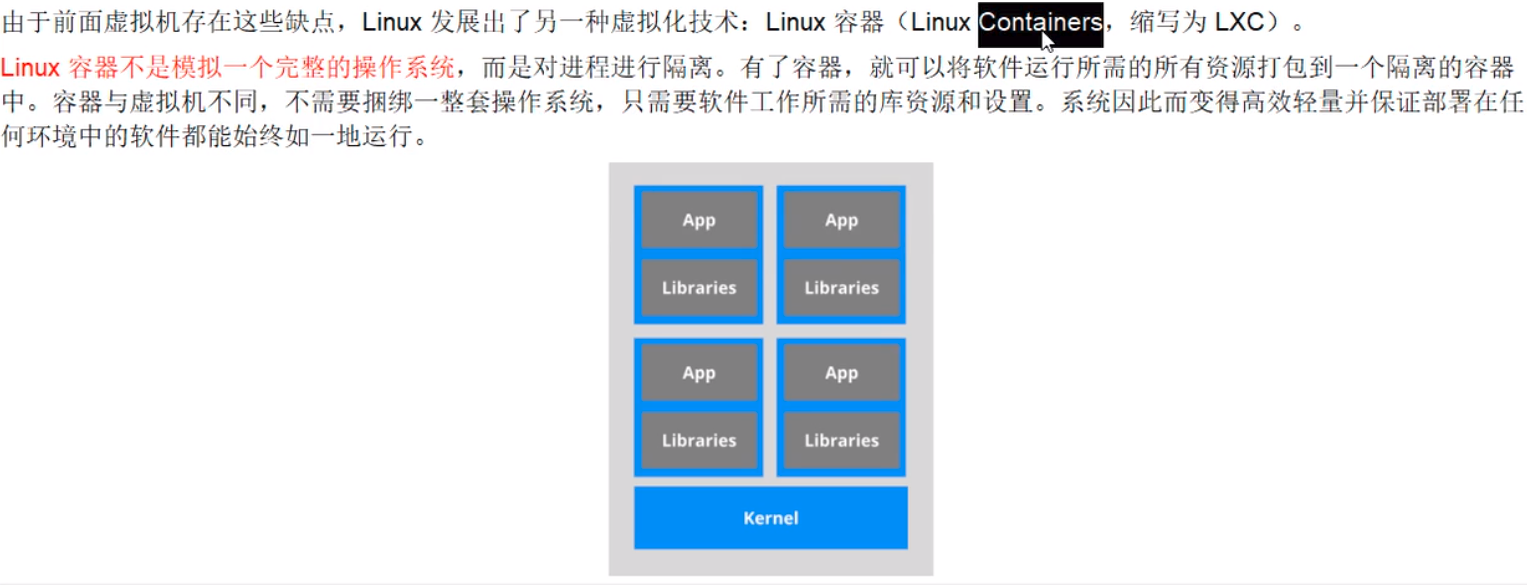 由于前面虚拟机存在这些缺点，Linux 发展出了另一种虚拟化技术：Linux 容器（Linux Containers，缩写为 LXC）。
Linux 容器不是模拟一个完整的操作系统，而是对进程进行隔离。有了容器，就可以将软件运行所需的所有资源打包到一个隔离的容器
中。容器与虚拟机不同，不需要捆绑一整套操作系统，只需要软件工作所需的库资源和设置。系统因此而变得高效轻量并保证部署在任
何环境中的软件都能始终如一地运行。
App App
Libraries Libraries
App App
Libraries Libraries
Kernel